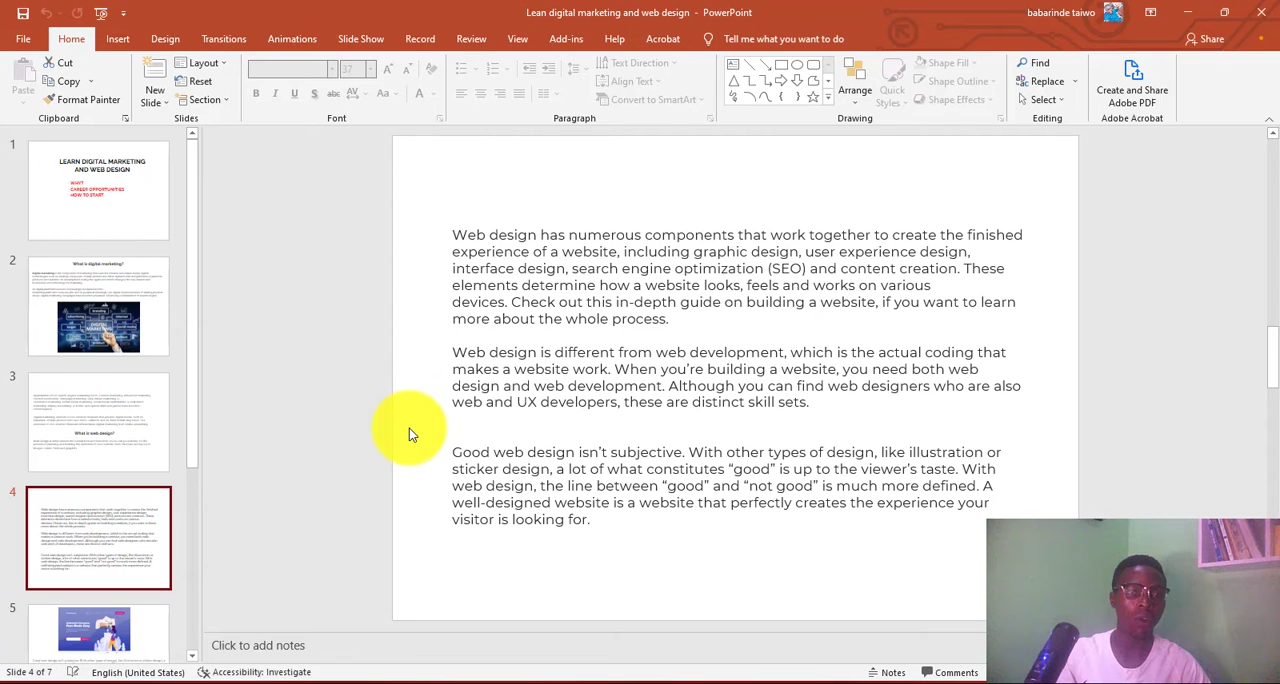 Lean digital marketing and web design - PowerPoint
babarinde taiwo
File Home Insert Design Transitions Animations Slide Show Record Review View Add-ins Help Acrobat Tell me what you want to do Share
Paste
Cut
Copy
Format Painter
Clipboard
New
Slide
Layout
Reset
Section
Slides
37
Font
Text Direction
Align Text
Convert to SmartArt
Paragraph
Arrange
Quick
Styles
Shape Fill
Shape Outline
Shape Effects
Drawing
Find
Replace
Select
Editing
Create and Share
Adobe PDF
Adobe Acrobat
1
LEARN DIGITAL MARKETING
AND WEB DESIGN
WHY?
CAREER OPPORTUNITIES
HOW TO START
2
What is digital marketing?
3
What is web design?
4
5
Web design has numerous components that work together to create the finished
experience of a website, including graphic design, user experience design,
interface design, search engine optimization (SEO) and content creation. These
elements determine how a website looks, feels and works on various
devices. Check out this in-depth guide on building a website, if you want to learn
more about the whole process.
Web design is different from web development, which is the actual coding that
makes a website work. When you're building a website, you need both web
design and web development. Although you can find web designers who are also
web and ux developers, these are distinct skill sets.
Good web design isn't subjective. With other types of design, like illustration or
sticker design, a lot of what constitutes “good” is up to the viewer's taste. With
web design, the line between “good” and “not good” is much more defined. A
well-designed website is a website that perfectly creates the experience your
visitor is looking for.
Click to add notes
Slide 4 of 7 English (United States) Accessibility: Investigate Notes Comments